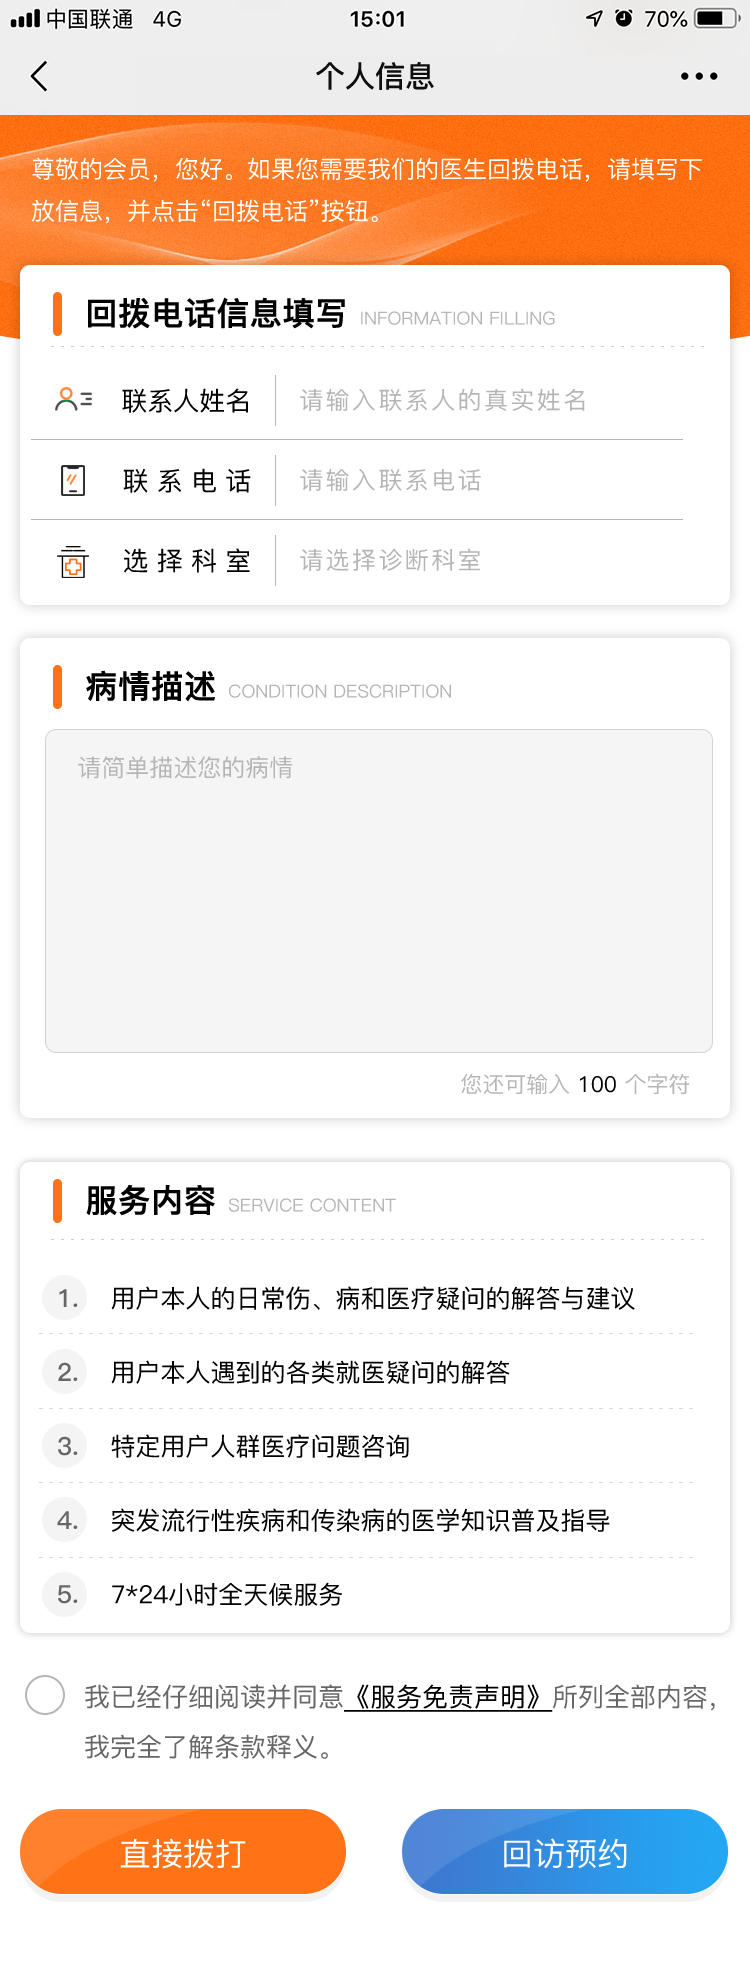 中国联通 4G 15:01 70%
个人信息
尊敬的会员，您好。如果您需要我们的医生回拨电话，请填写下
放信息，并点击“回拨电话”按钮。
回拨电话信息填写 INFORMATION FILLING
联系人姓名 请输入联系人的真实姓名
联系电话 请输入联系电话
选择科室 请选择诊断科室
病情描述 CONDITION DESCRIPTION
请简单描述您的病情
您还可输入 100 个字符
服务内容 SERVICE CONTENT
1. 用户本人的日常伤、病和医疗疑问的解答与建议
2. 用户本人遇到的各类就医疑问的解答
3. 特定用户人群医疗问题咨询
4. 突发流行性疾病和传染病的医学知识普及指导
5. 7*24小时全天候服务
我已经仔细阅读并同意《服务免责声明》所列全部内容，
我完全了解条款释义。
直接拨打 回访预约